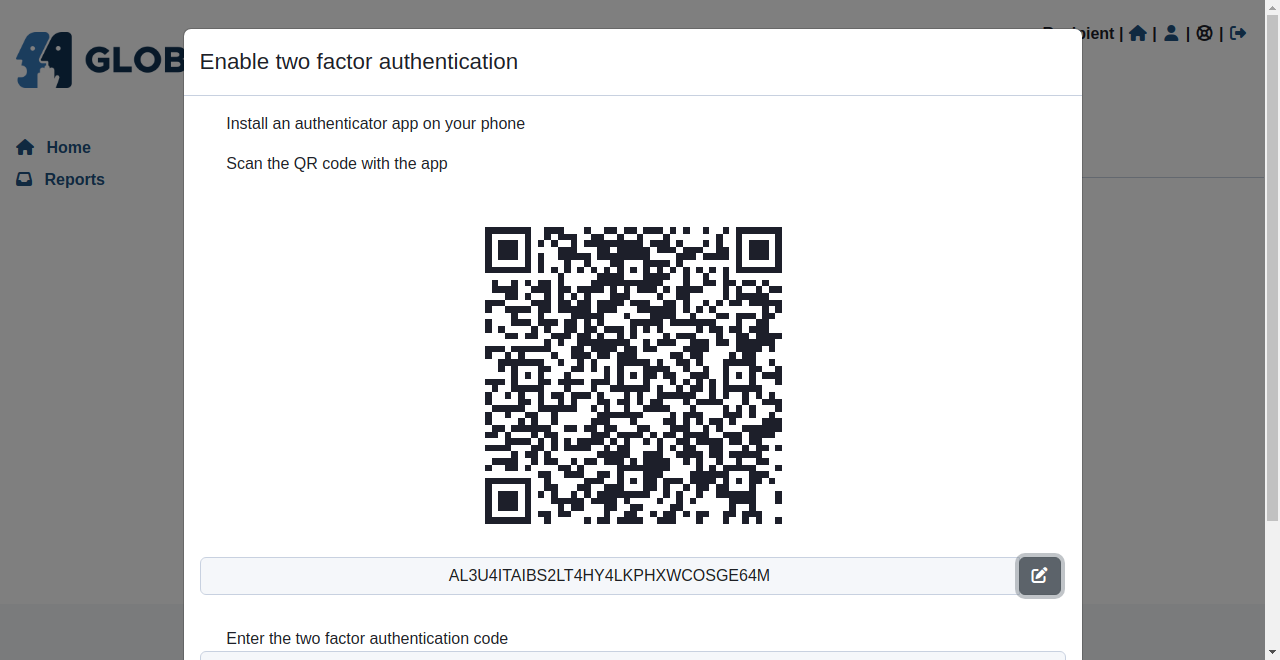 GLOB
ient | | | |
Enable two factor authentication
Install an authenticator app on your phone
Home
Scan the QR code with the app
Reports
AL3U4ITAIBS2LT4HY4LKPHXWCOSGE64M
Enter the two factor authentication code